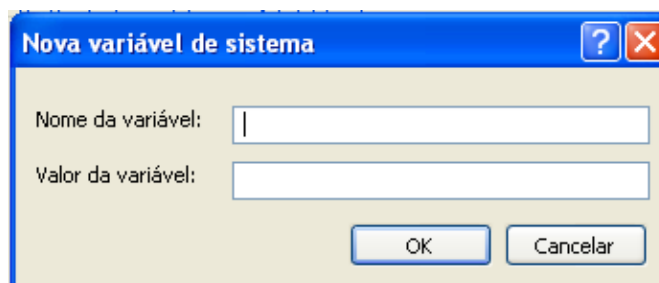 Nova variável de sistema
Nome da variável:
Valor da variável:
OK Cancelar